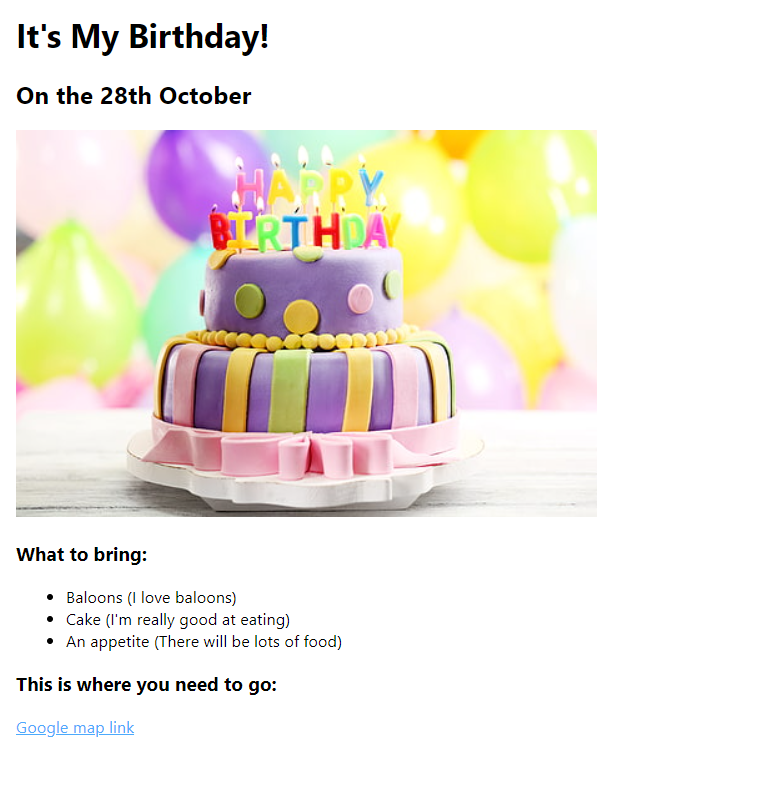 It's My Birthday!
On the 28th October
HAPPY
BIRTHDAY
What to bring:
Baloons (I love baloons)
Cake (I'm really good at eating)
An appetite (There will be lots of food)
This is where you need to go:
Google map link